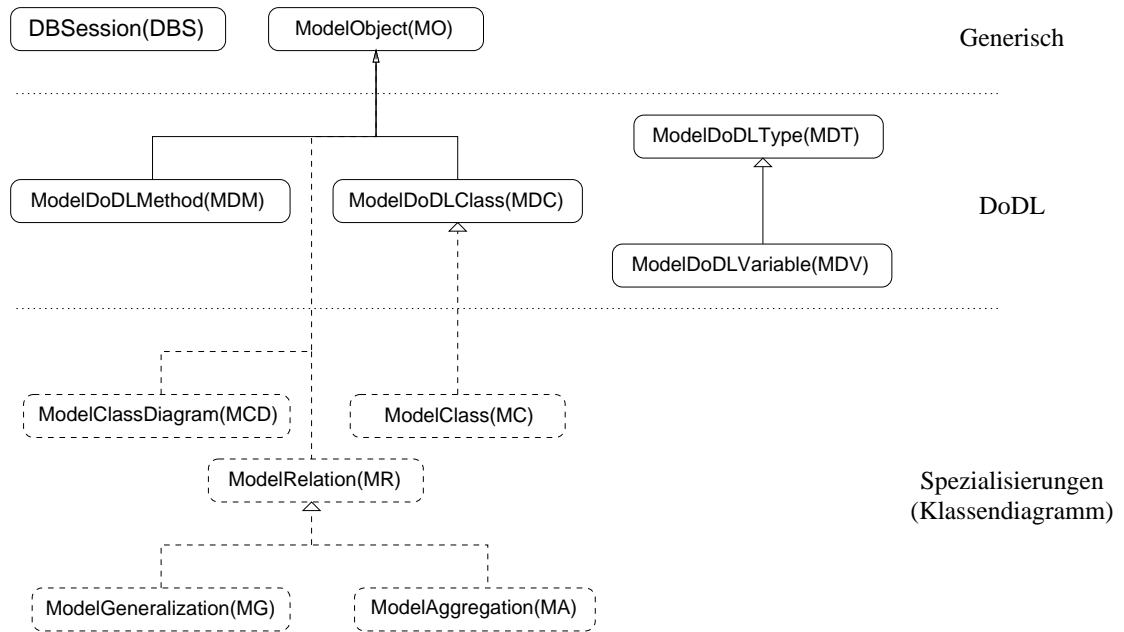 DBSession(DBS)
ModelObject(MO)
Generisch
ModelDoDLType(MDT)
ModelDoDLMethod(MDM)
ModelDoDLClass(MDC)
DoDL
ModelDoDLVariable(MDV)
ModelClassDiagram(MCD)
ModelClass(MC)
ModelRelation(MR)
Spezialisierungen
(Klassendiagramm)
ModelGeneralization(MG)
ModelAggregation(MA)